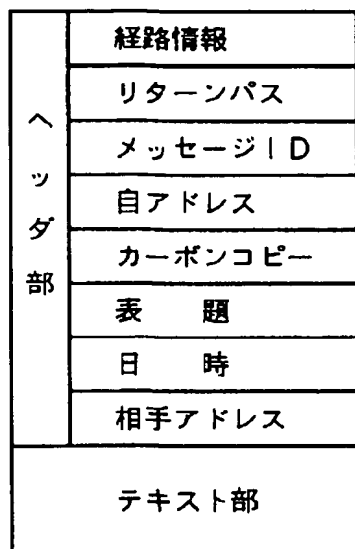 ヘッダ部
経路情報
リターンパス
メッセージID
自アドレス
カーボンコピー
表 題
日 時
相手アドレス
テキスト部